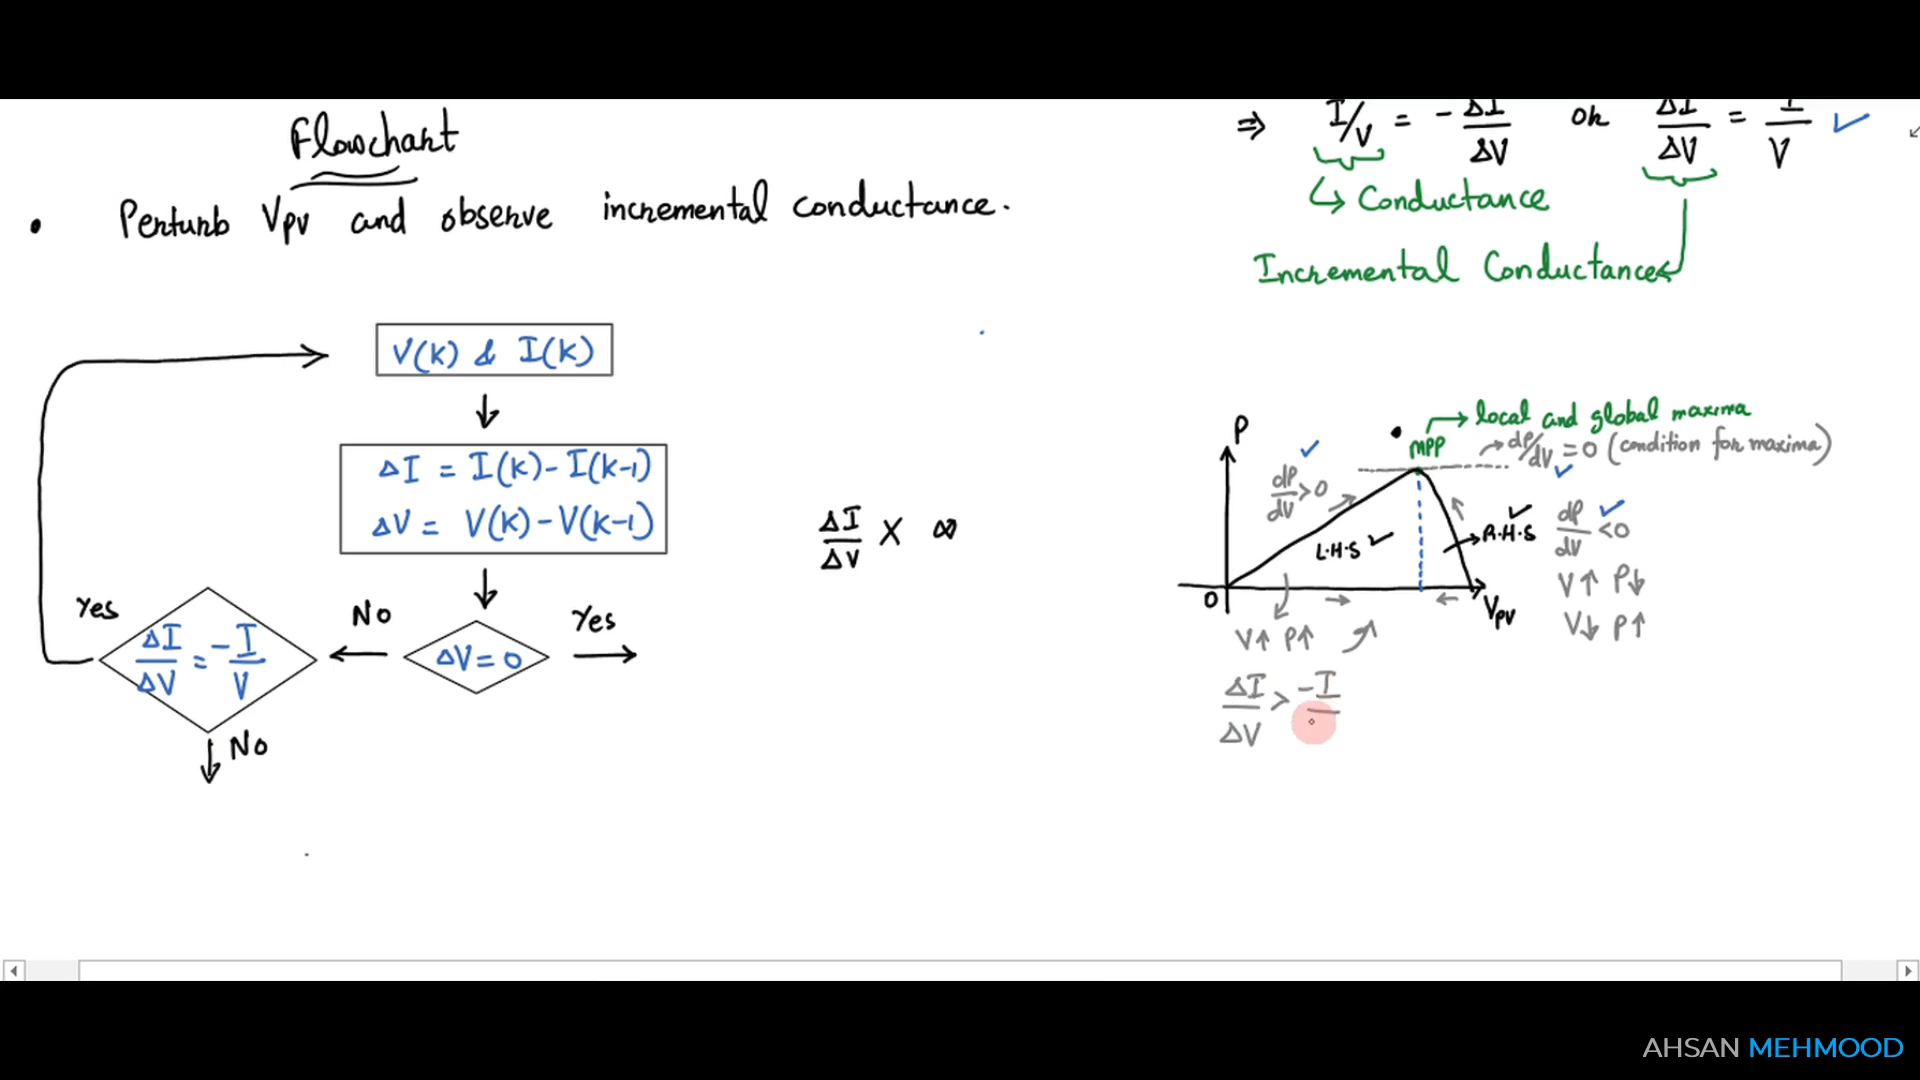 Flowchart
• Perturb Vpv and observe incremental conductance.
V(k) & I(k)
ΔI = I(k) - I(k-1)
ΔV = V(k) - V(k-1)
ΔI/ΔV X ∞
Yes
ΔI/ΔV = -I/V
No
ΔV = 0
Yes
No
⇒ I/V = -ΔI/ΔV or ΔI/ΔV = I/V ✓
↳ Conductance
Incremental Conductance
P
• MPP → local and global maxima
→ dP/dV = 0 (condition for maxima)
✓
dP/dV > 0 ✓
L.H.S ✓
R.H.S ✓
dP/dV < 0 ✓
V↑ P↓
V↓ P↑
0
Vpv
V↑ P↑
ΔI/ΔV > -I
AHSAN MEHMOOD